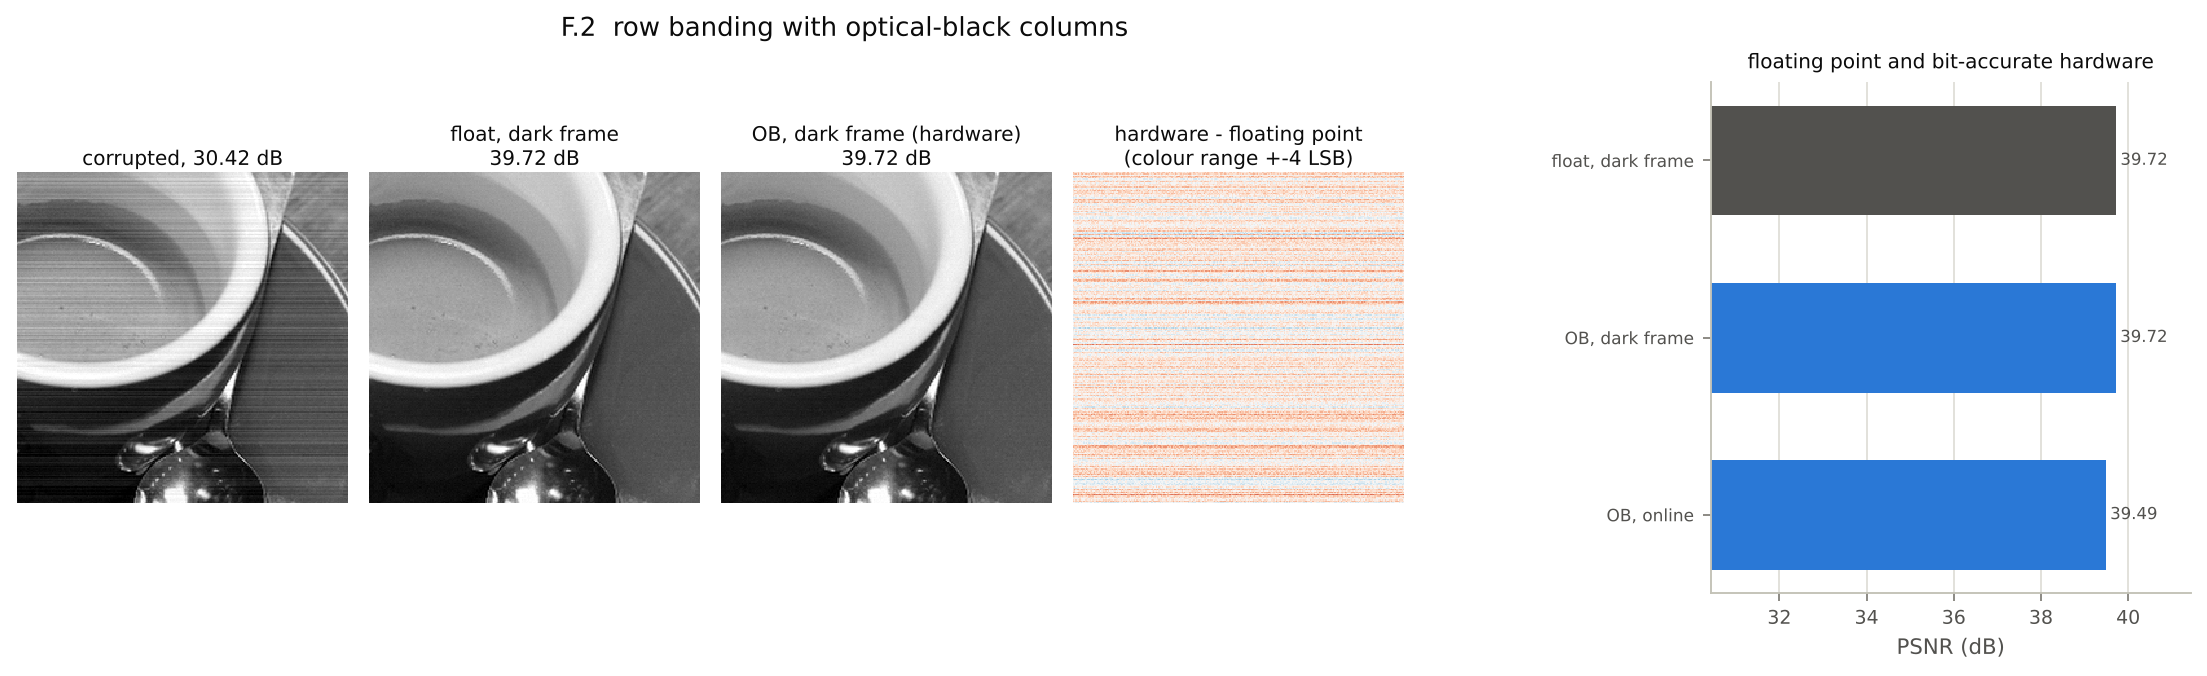 F.2  row banding with optical-black columns
corrupted, 30.42 dB
float, dark frame
39.72 dB
OB, dark frame (hardware)
39.72 dB
hardware - floating point
(colour range +-4 LSB)
floating point and bit-accurate hardware
float, dark frame
39.72
OB, dark frame
39.72
OB, online
39.49
32 34 36 38 40
PSNR (dB)